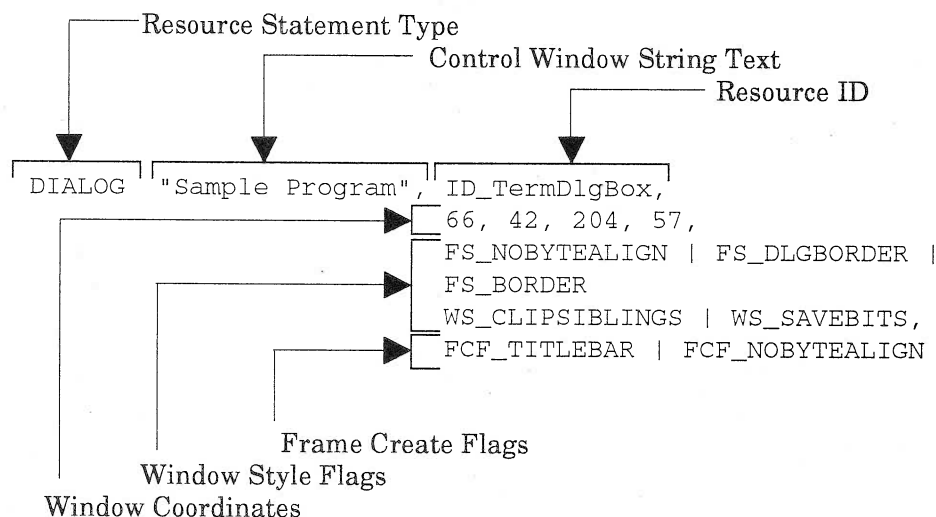 Resource Statement Type
Control Window String Text
Resource ID
DIALOG "Sample Program", ID_TermDlgBox,
66, 42, 204, 57,
FS_NOBYTEALIGN | FS_DLGBORDER |
FS_BORDER
WS_CLIPSIBLINGS | WS_SAVEBITS,
FCF_TITLEBAR | FCF_NOBYTEALIGN
Frame Create Flags
Window Style Flags
Window Coordinates